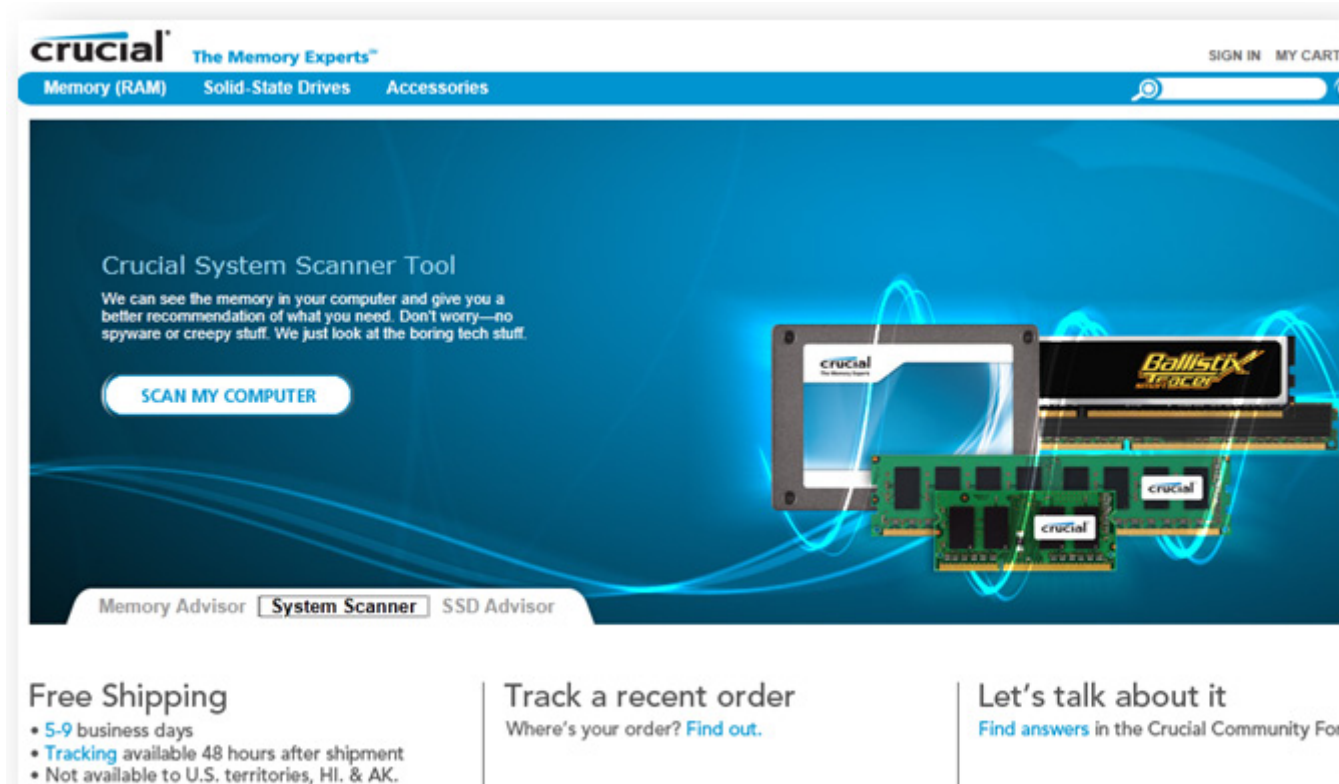 crucial
The Memory Experts℠
SIGN IN MY CART
Memory (RAM) Solid-State Drives Accessories
Crucial System Scanner Tool
We can see the memory in your computer and give you a
better recommendation of what you need. Don't worry—no
spyware or creepy stuff. We just look at the boring tech stuff.
SCAN MY COMPUTER
crucial
The Memory Experts
Ballistix
Tracer
crucial
crucial
Memory Advisor System Scanner SSD Advisor
Free Shipping
• 5-9 business days
• Tracking available 48 hours after shipment
• Not available to U.S. territories, HI. & AK.
Track a recent order
Where's your order? Find out.
Let's talk about it
Find answers in the Crucial Community For